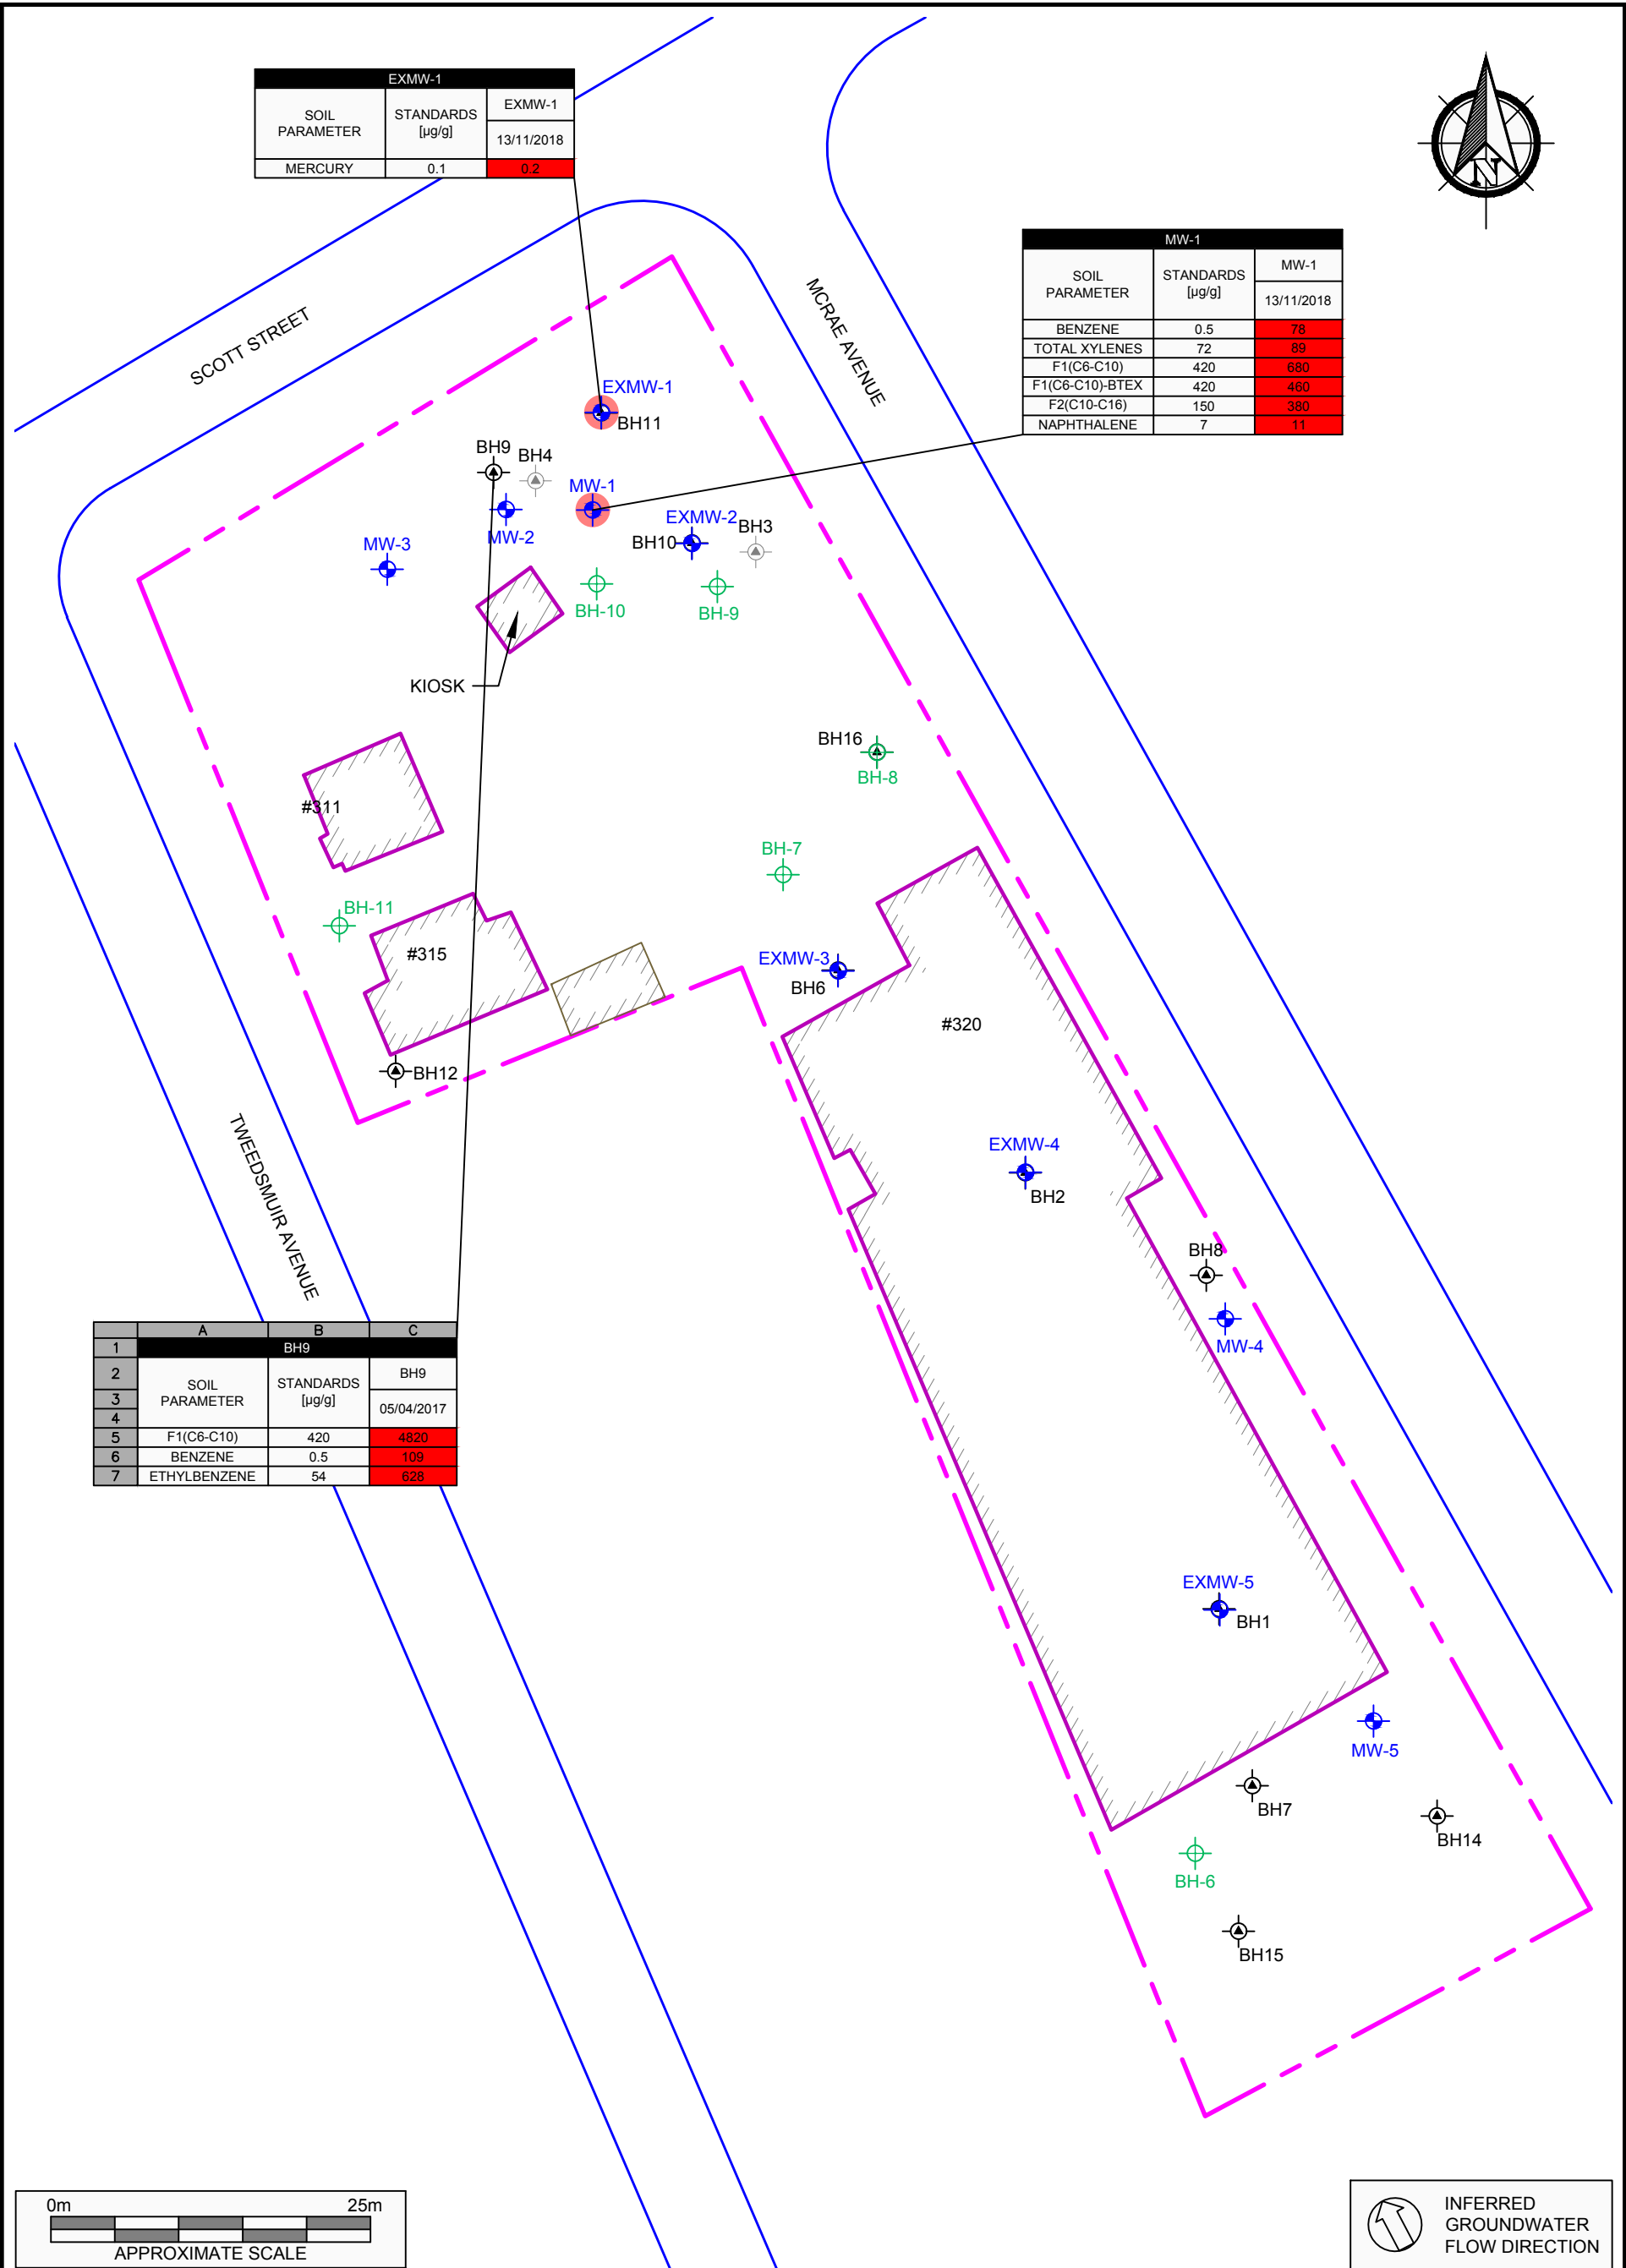 EXMW-1
SOIL PARAMETER
STANDARDS [µg/g]
EXMW-1
13/11/2018
MERCURY 0.1 0.2
N
MW-1
SOIL PARAMETER
STANDARDS [µg/g]
MW-1
13/11/2018
BENZENE 0.5 78
TOTAL XYLENES 72 89
F1(C6-C10) 420 680
F1(C6-C10)-BTEX 420 460
F2(C10-C16) 150 380
NAPHTHALENE 7 11
SCOTT STREET
MCRAE AVENUE
EXMW-1
BH11
BH9
BH4
MW-1
MW-2
EXMW-2
BH3
BH10
MW-3
BH-10
BH-9
KIOSK
BH16
BH-8
#311
BH-7
BH-11
#315
EXMW-3
BH6
#320
BH12
TWEEDSMUIR AVENUE
EXMW-4
BH2
BH8
MW-4
A B C
1 BH9
2
3
4
SOIL PARAMETER
STANDARDS [µg/g]
BH9
05/04/2017
5 F1(C6-C10) 420 4820
6 BENZENE 0.5 109
7 ETHYLBENZENE 54 628
EXMW-5
BH1
MW-5
BH7
BH14
BH-6
BH15
0m 25m
APPROXIMATE SCALE
INFERRED
GROUNDWATER
FLOW DIRECTION